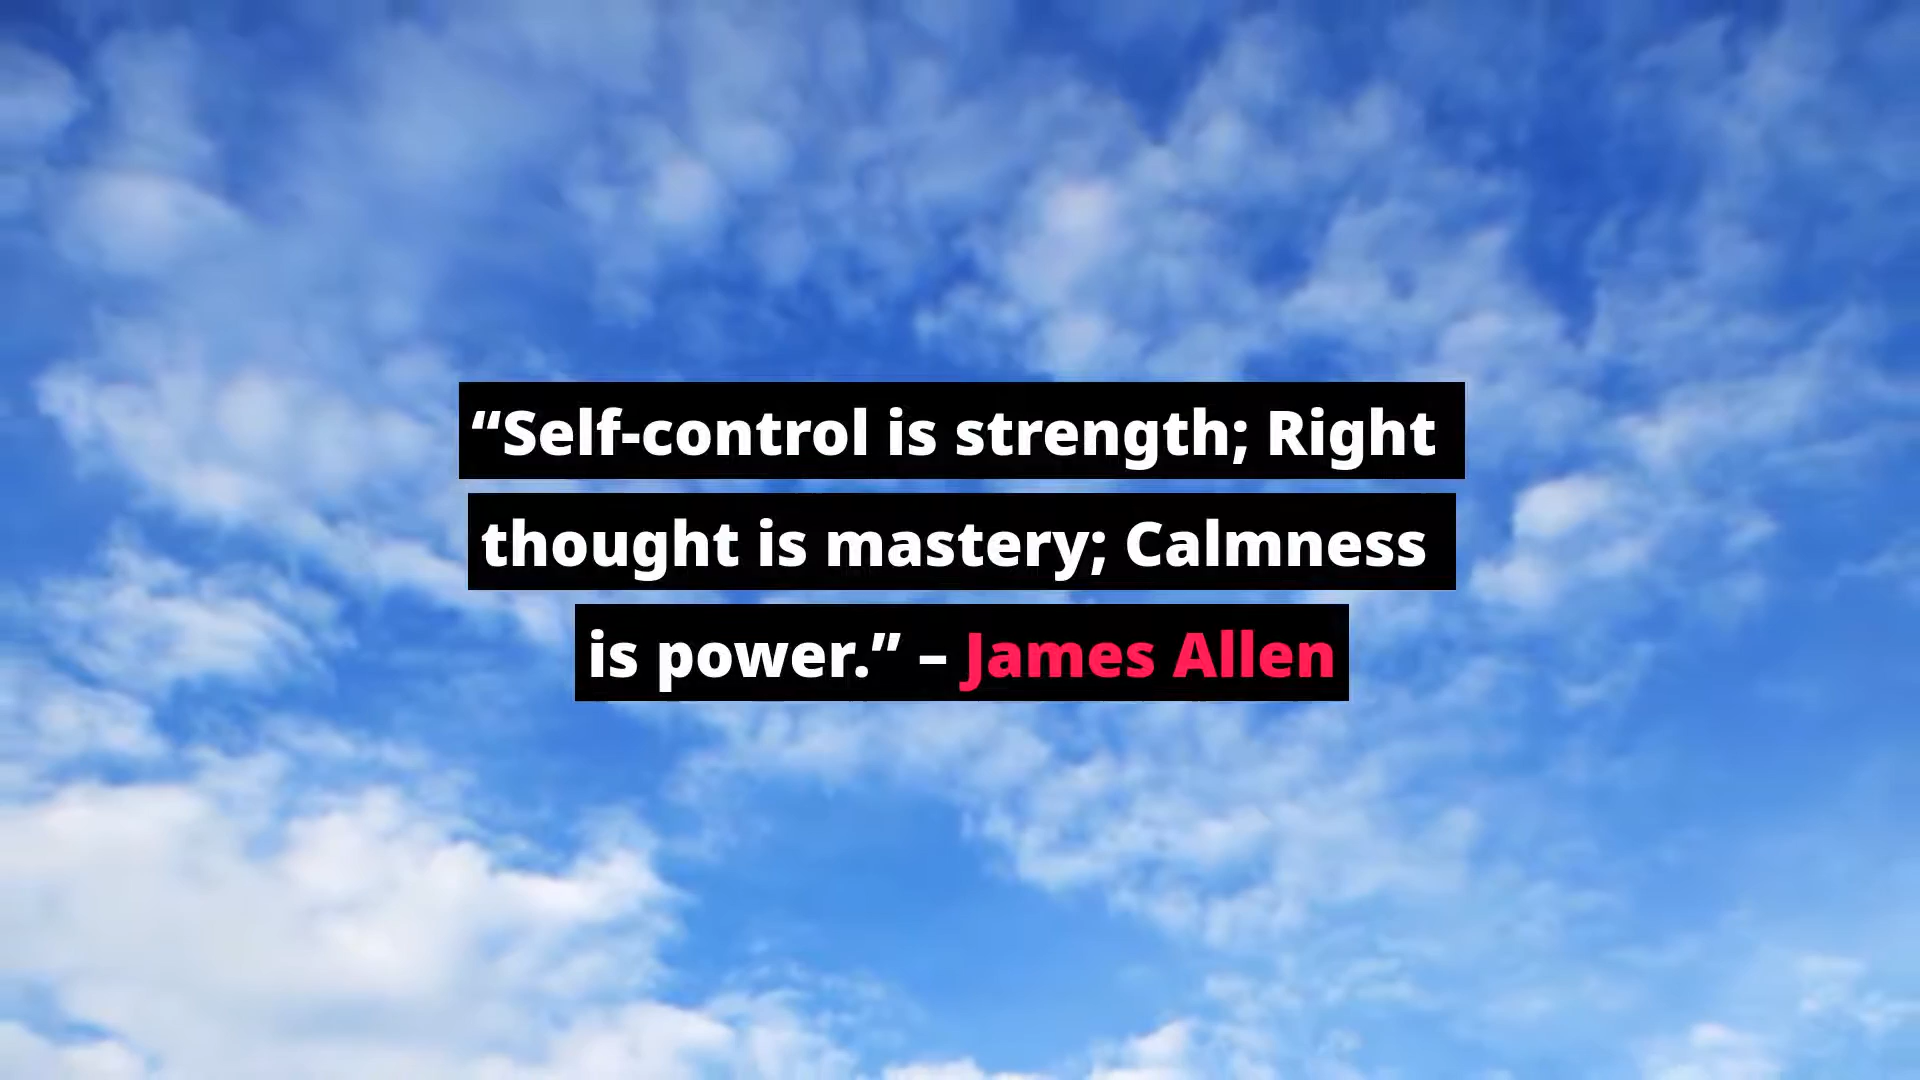 “Self-control is strength; Right
thought is mastery; Calmness
is power.” – James Allen